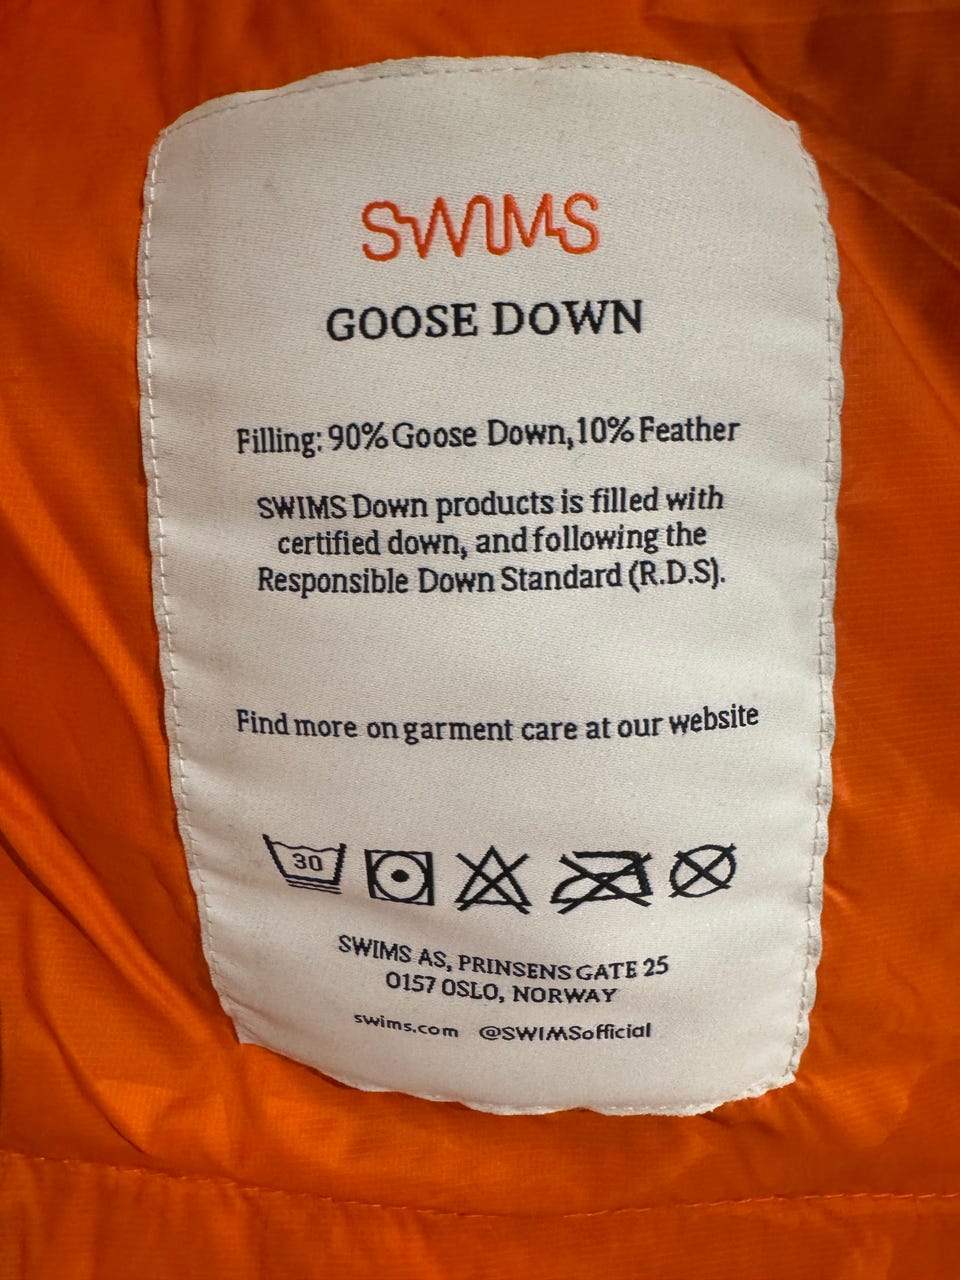 SWIMS
GOOSE DOWN
Filling: 90% Goose Down, 10% Feather
SWIMS Down products is filled with
certified down, and following the
Responsible Down Standard (R.D.S).
Find more on garment care at our website
30
SWIMS AS, PRINSENS GATE 25
0157 OSLO, NORWAY
swims.com @SWIMSofficial